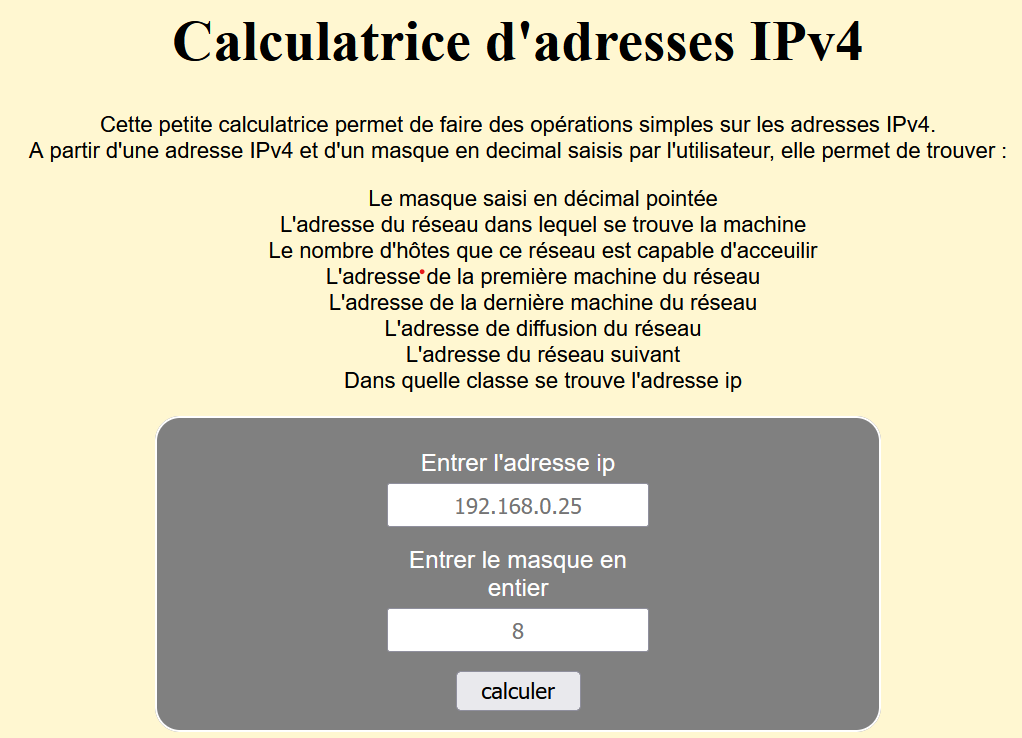 Calculatrice d'adresses IPv4
Cette petite calculatrice permet de faire des opérations simples sur les adresses IPv4.
A partir d'une adresse IPv4 et d'un masque en decimal saisis par l'utilisateur, elle permet de trouver :
Le masque saisi en décimal pointée
L'adresse du réseau dans lequel se trouve la machine
Le nombre d'hôtes que ce réseau est capable d'acceuilir
L'adresse de la première machine du réseau
L'adresse de la dernière machine du réseau
L'adresse de diffusion du réseau
L'adresse du réseau suivant
Dans quelle classe se trouve l'adresse ip
Entrer l'adresse ip
192.168.0.25
Entrer le masque en
entier
8
calculer